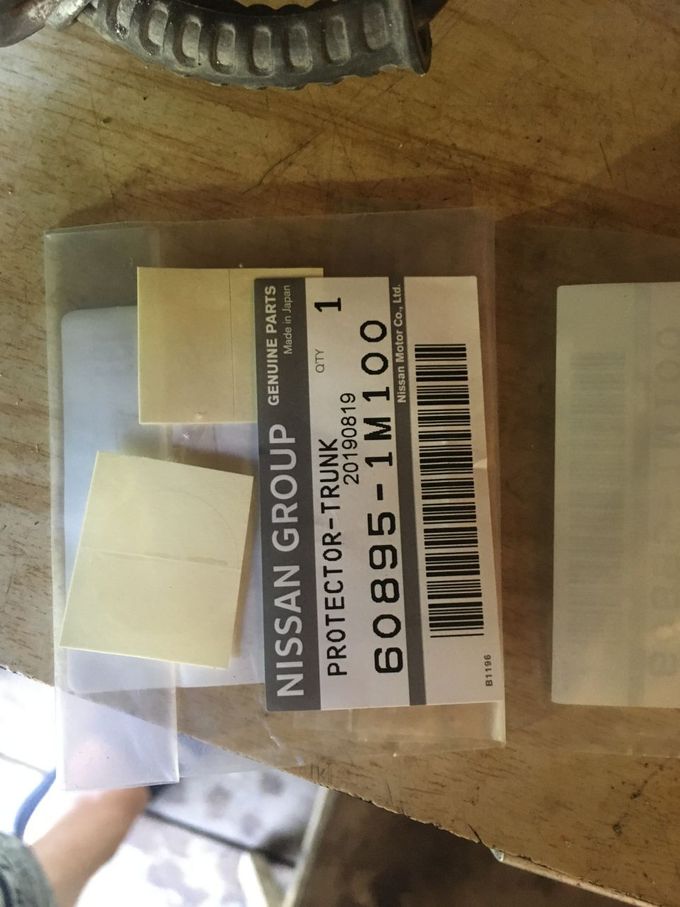 NISSAN GROUP GENUINE PARTS
Made in Japan
PROTECTOR-TRUNK QTY 1
20190819
60895-1M100
Nissan Motor Co., Ltd.
B1196